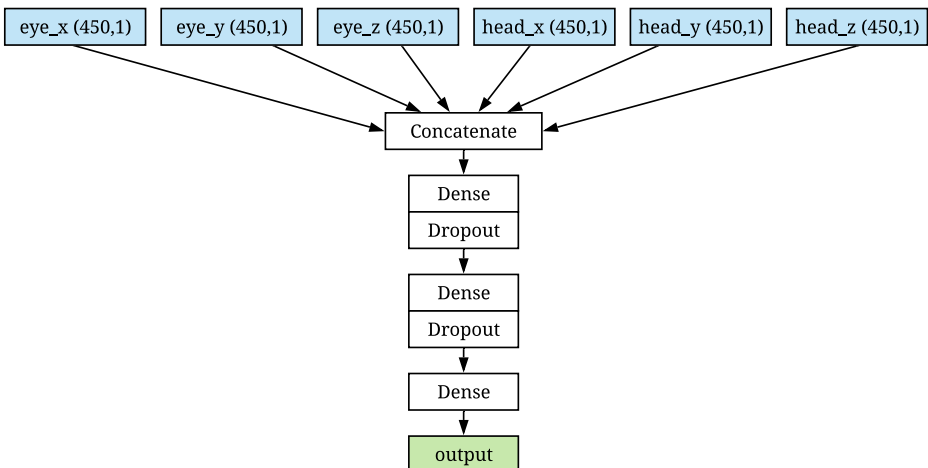 eye_x (450,1)
eye_y (450,1)
eye_z (450,1)
head_x (450,1)
head_y (450,1)
head_z (450,1)
Concatenate
Dense
Dropout
Dense
Dropout
Dense
output